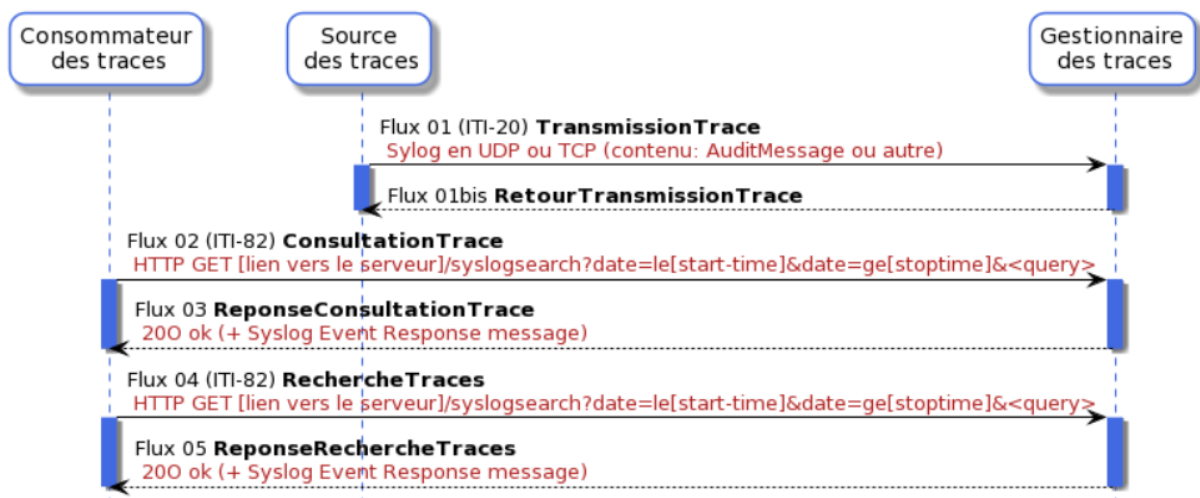 Consommateur
des traces
Source
des traces
Gestionnaire
des traces
Flux 01 (ITI-20) TransmissionTrace
Sylog en UDP ou TCP (contenu: AuditMessage ou autre)
Flux 01bis RetourTransmissionTrace
Flux 02 (ITI-82) ConsultationTrace
HTTP GET [lien vers le serveur]/syslogsearch?date=le[start-time]&date=ge[stoptime]&<query>
Flux 03 ReponseConsultationTrace
20O ok (+ Syslog Event Response message)
Flux 04 (ITI-82) RechercheTraces
HTTP GET [lien vers le serveur]/syslogsearch?date=le[start-time]&date=ge[stoptime]&<query>
Flux 05 ReponseRechercheTraces
20O ok (+ Syslog Event Response message)